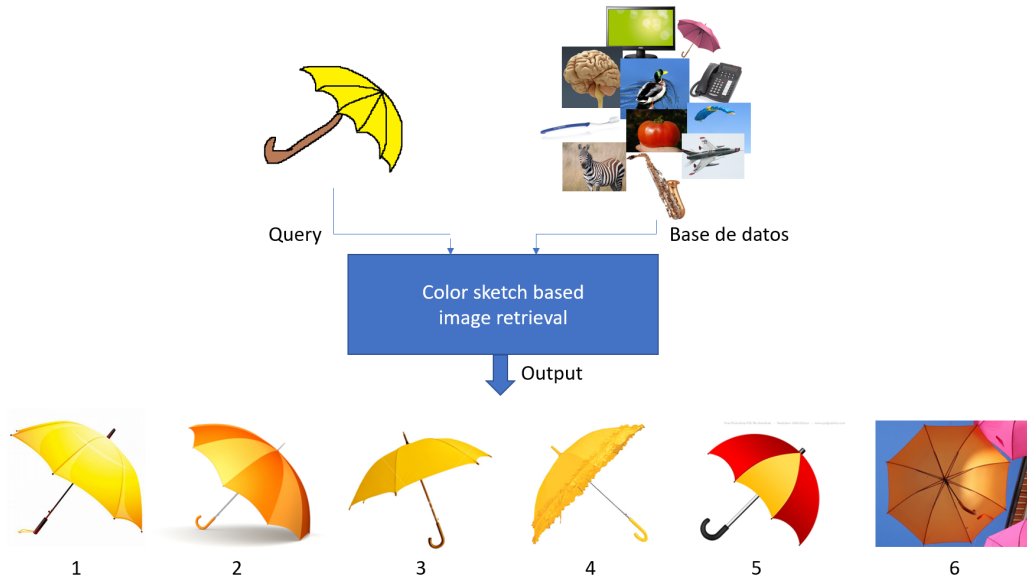 Query
Base de datos
Color sketch based
image retrieval
Output
1
2
3
4
5
6